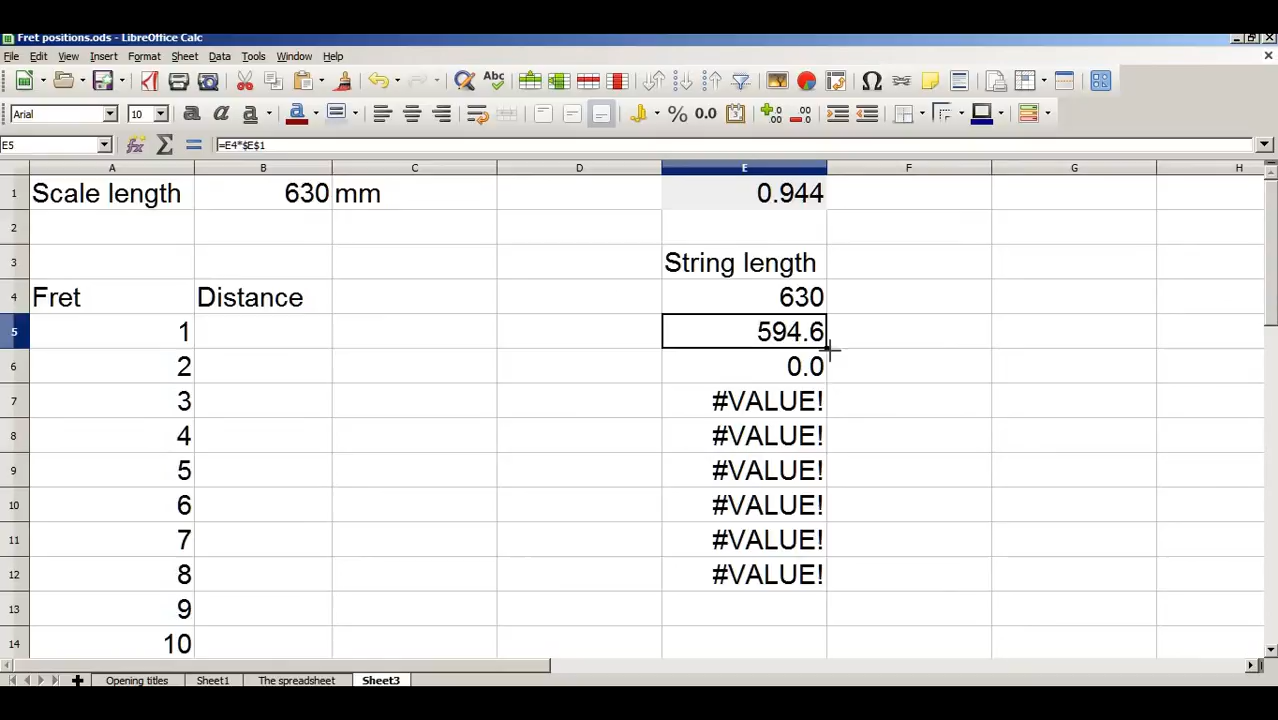 Fret positions.ods - LibreOffice Calc
File Edit View Insert Format Sheet Data Tools Window Help
Abc
Arial 10 a a a a % 0.0
E5 =E4*$E$1
A B C D E F G H
1 Scale length 630 mm 0.944
2
3 String length
4 Fret Distance 630
5 1 594.6
6 2 0.0
7 3 #VALUE!
8 4 #VALUE!
9 5 #VALUE!
10 6 #VALUE!
11 7 #VALUE!
12 8 #VALUE!
13 9
14 10
Opening titles Sheet1 The spreadsheet Sheet3